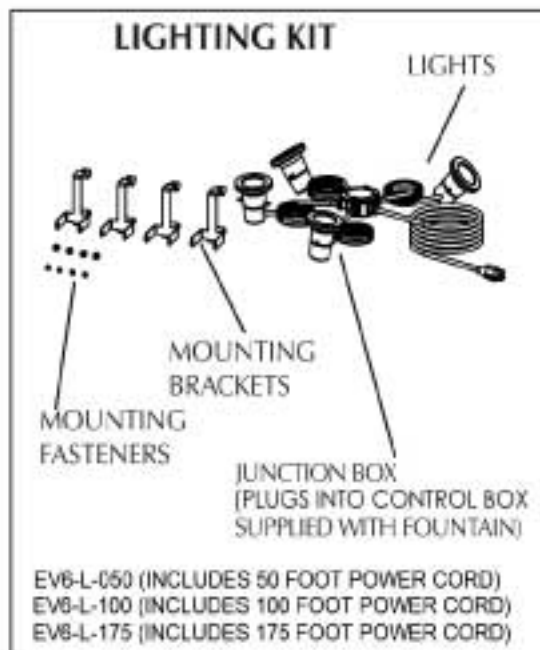 LIGHTING KIT
LIGHTS
MOUNTING
BRACKETS
MOUNTING
FASTENERS
JUNCTION BOX
(PLUGS INTO CONTROL BOX
SUPPLIED WITH FOUNTAIN)
EV6-L-050 (INCLUDES 50 FOOT POWER CORD)
EV6-L-100 (INCLUDES 100 FOOT POWER CORD)
EV6-L-175 (INCLUDES 175 FOOT POWER CORD)